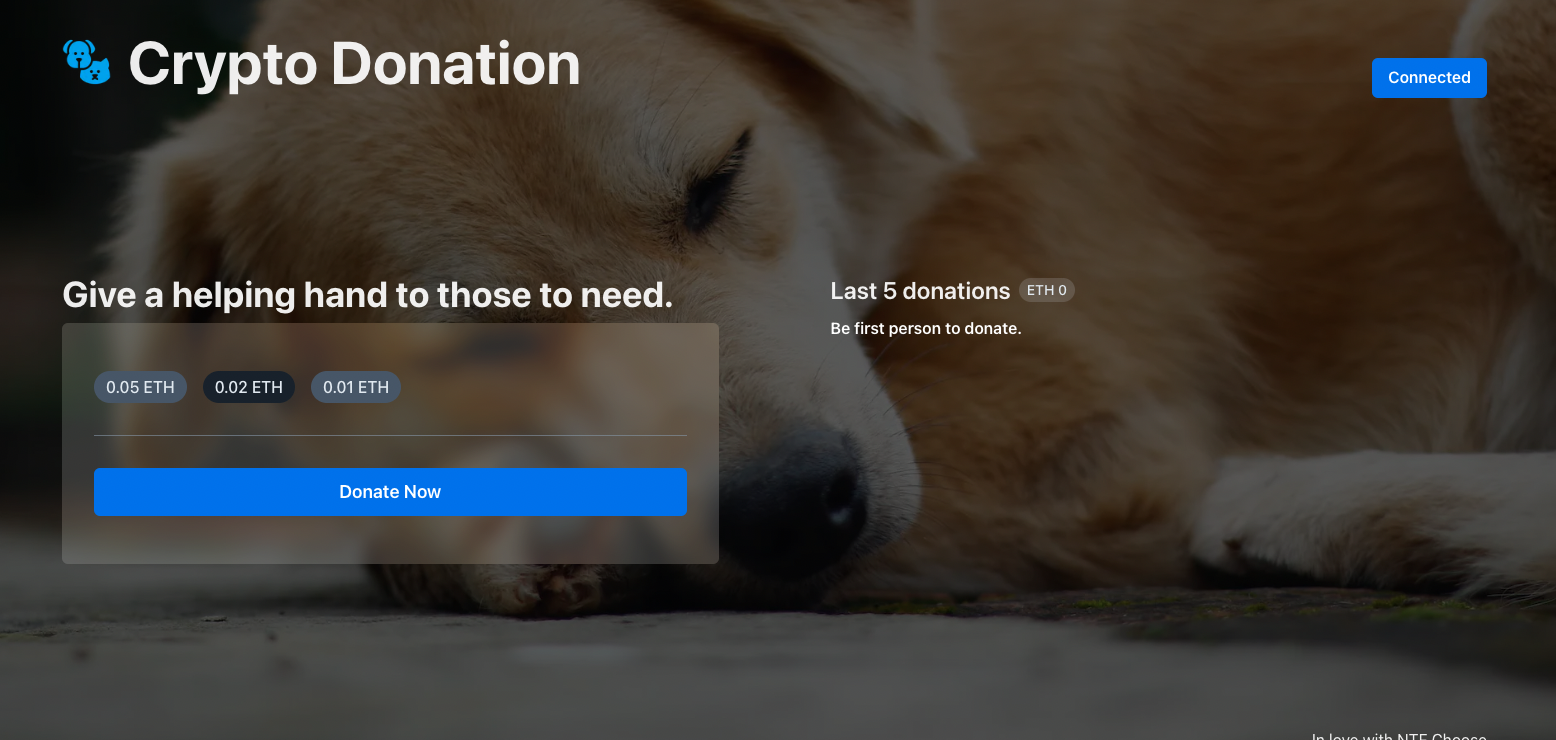 Crypto Donation
Connected
Give a helping hand to those to need.
0.05 ETH 0.02 ETH 0.01 ETH
Donate Now
Last 5 donations ETH 0
Be first person to donate.
In love with NTF Choose